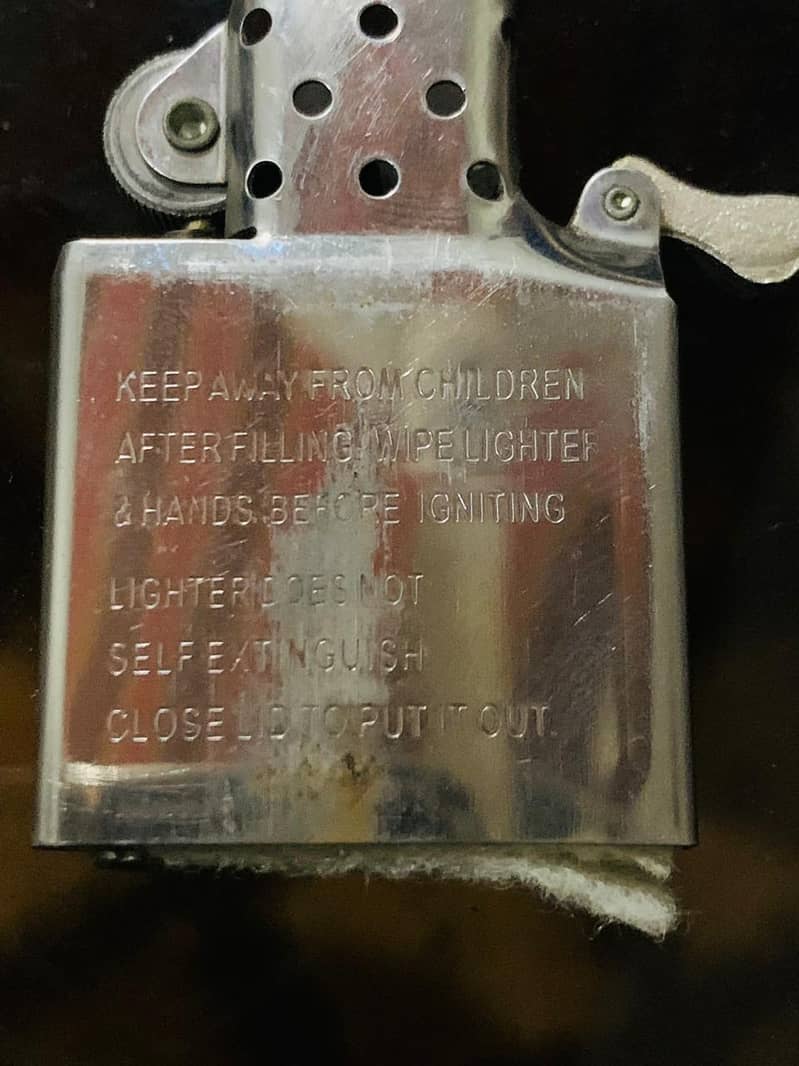 KEEP AWAY FROM CHILDREN
AFTER FILLING, WIPE LIGHTER
& HANDS BEFORE IGNITING
LIGHTER DOES NOT
SELF EXTINGUISH
CLOSE LID TO PUT IT OUT.